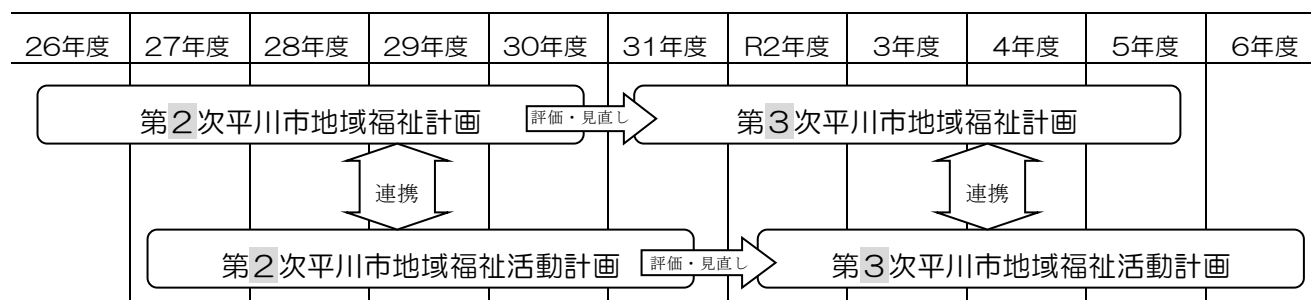 26年度 27年度 28年度 29年度 30年度 31年度 R2年度 3年度 4年度 5年度 6年度
第2次平川市地域福祉計画 評価・見直し 第3次平川市地域福祉計画
連携 連携
第2次平川市地域福祉活動計画 評価・見直し 第3次平川市地域福祉活動計画